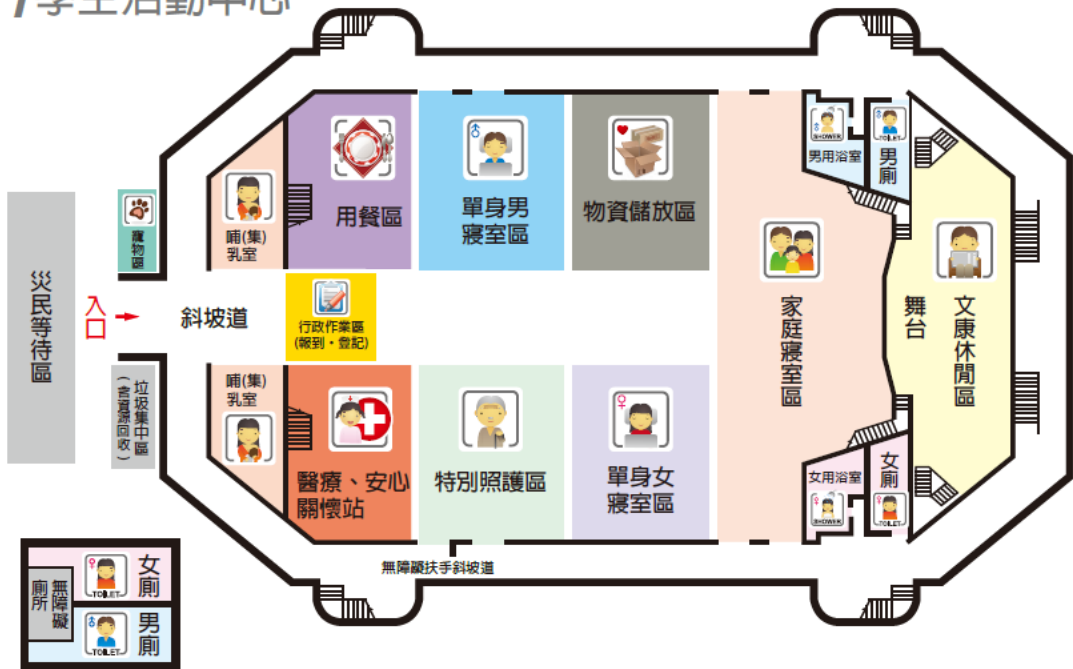 學生活動中心
災民等待區
寵物區
入口
斜坡道
垃圾集中區
(含資源回收)
哺(集)
乳室
用餐區
單身男
寢室區
物資儲放區
行政作業區
(報到・登記)
哺(集)
乳室
醫療、安心
關懷站
特別照護區
單身女
寢室區
家庭寢室區
SHOWER
男用浴室
TOILET
男廁
舞台
文康休閒區
女用浴室
SHOWER
女廁
TOILET
無障礙扶手斜坡道
無障礙
廁所
TOILET
女廁
TOILET
男廁